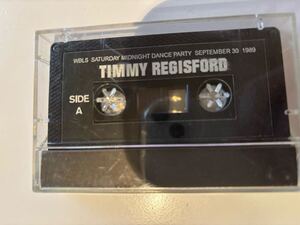 WBLS SATURDAY MIDNIGHT DANCE PARTY SEPTEMBER 30 1989
TIMMY REGISFORD
SIDE
A